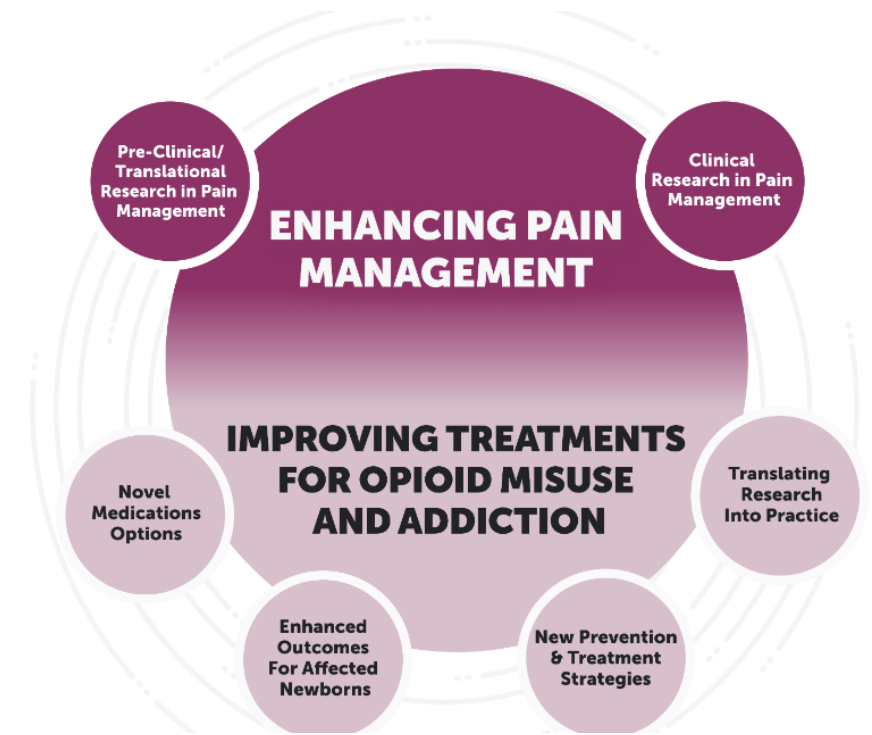 Pre-Clinical/
Translational
Research in Pain
Management
Clinical
Research in Pain
Management
ENHANCING PAIN
MANAGEMENT
IMPROVING TREATMENTS
FOR OPIOID MISUSE
AND ADDICTION
Novel
Medications
Options
Translating
Research
Into Practice
Enhanced
Outcomes
For Affected
Newborns
New Prevention
& Treatment
Strategies